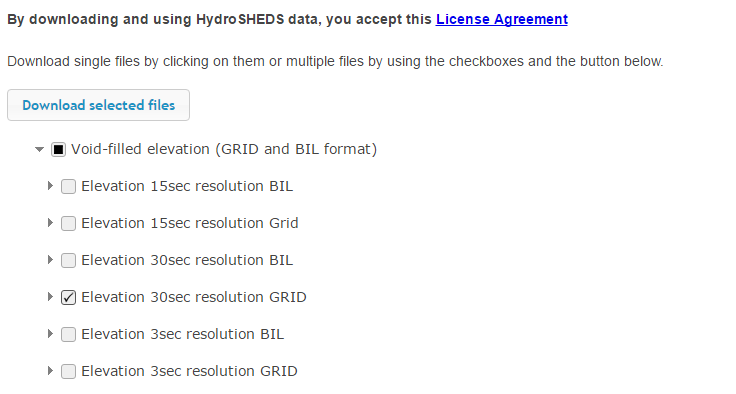 By downloading and using HydroSHEDS data, you accept this License Agreement
Download single files by clicking on them or multiple files by using the checkboxes and the button below.
Download selected files
Void-filled elevation (GRID and BIL format)
Elevation 15sec resolution BIL
Elevation 15sec resolution Grid
Elevation 30sec resolution BIL
Elevation 30sec resolution GRID
Elevation 3sec resolution BIL
Elevation 3sec resolution GRID